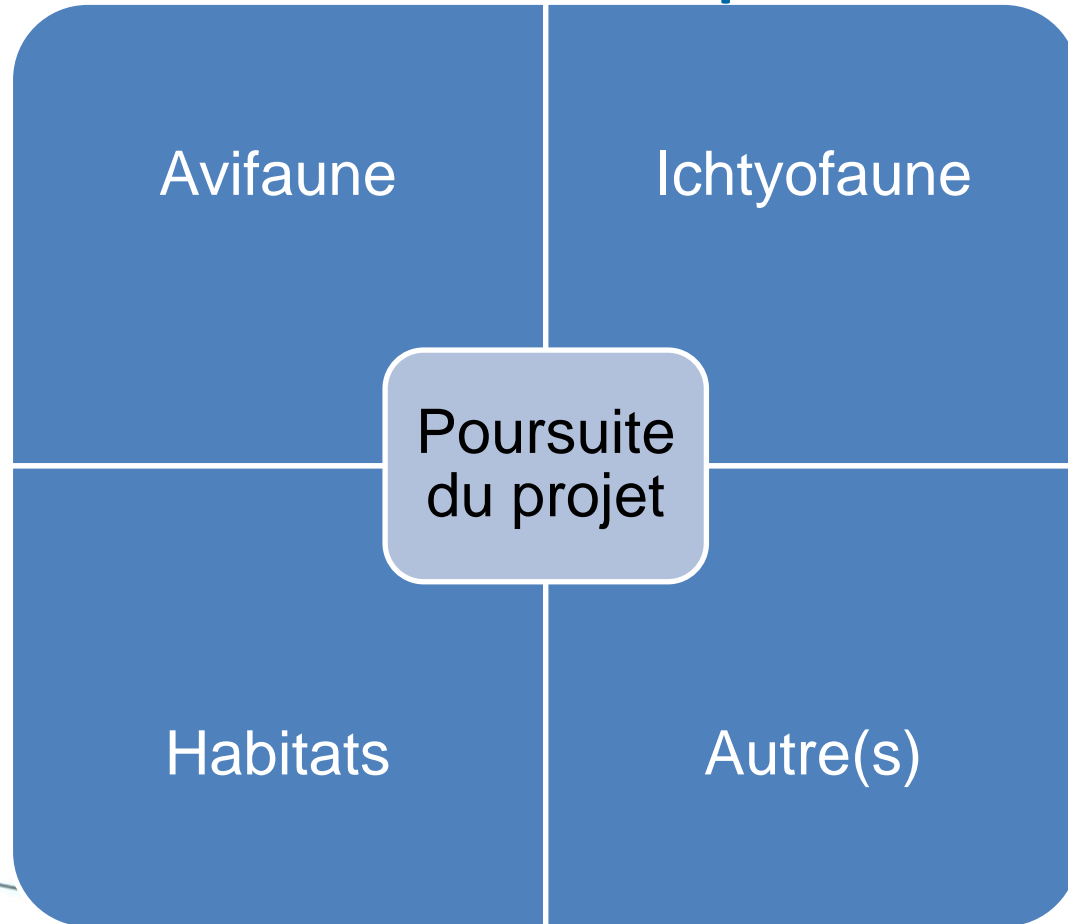 Avifaune
Ichtyofaune
Poursuite
du projet
Habitats
Autre(s)